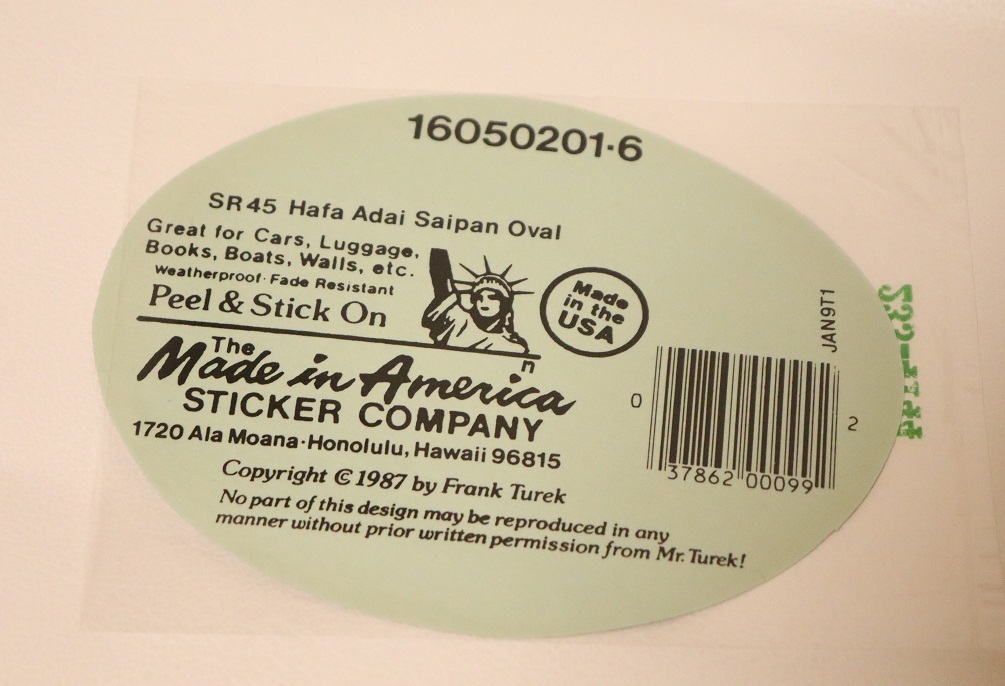 16050201·6
SR45 Hafa Adai Saipan Oval
Great for Cars, Luggage,
Books, Boats, Walls, etc.
Weatherproof·Fade Resistant
Peel & Stick On
Made
in the
USA
The
Made in America
STICKER COMPANY
1720 Ala Moana·Honolulu, Hawaii 96815
Copyright © 1987 by Frank Turek
No part of this design may be reproduced in any
manner without prior written permission from Mr. Turek!
JAN9T1
0 37862 00099 2